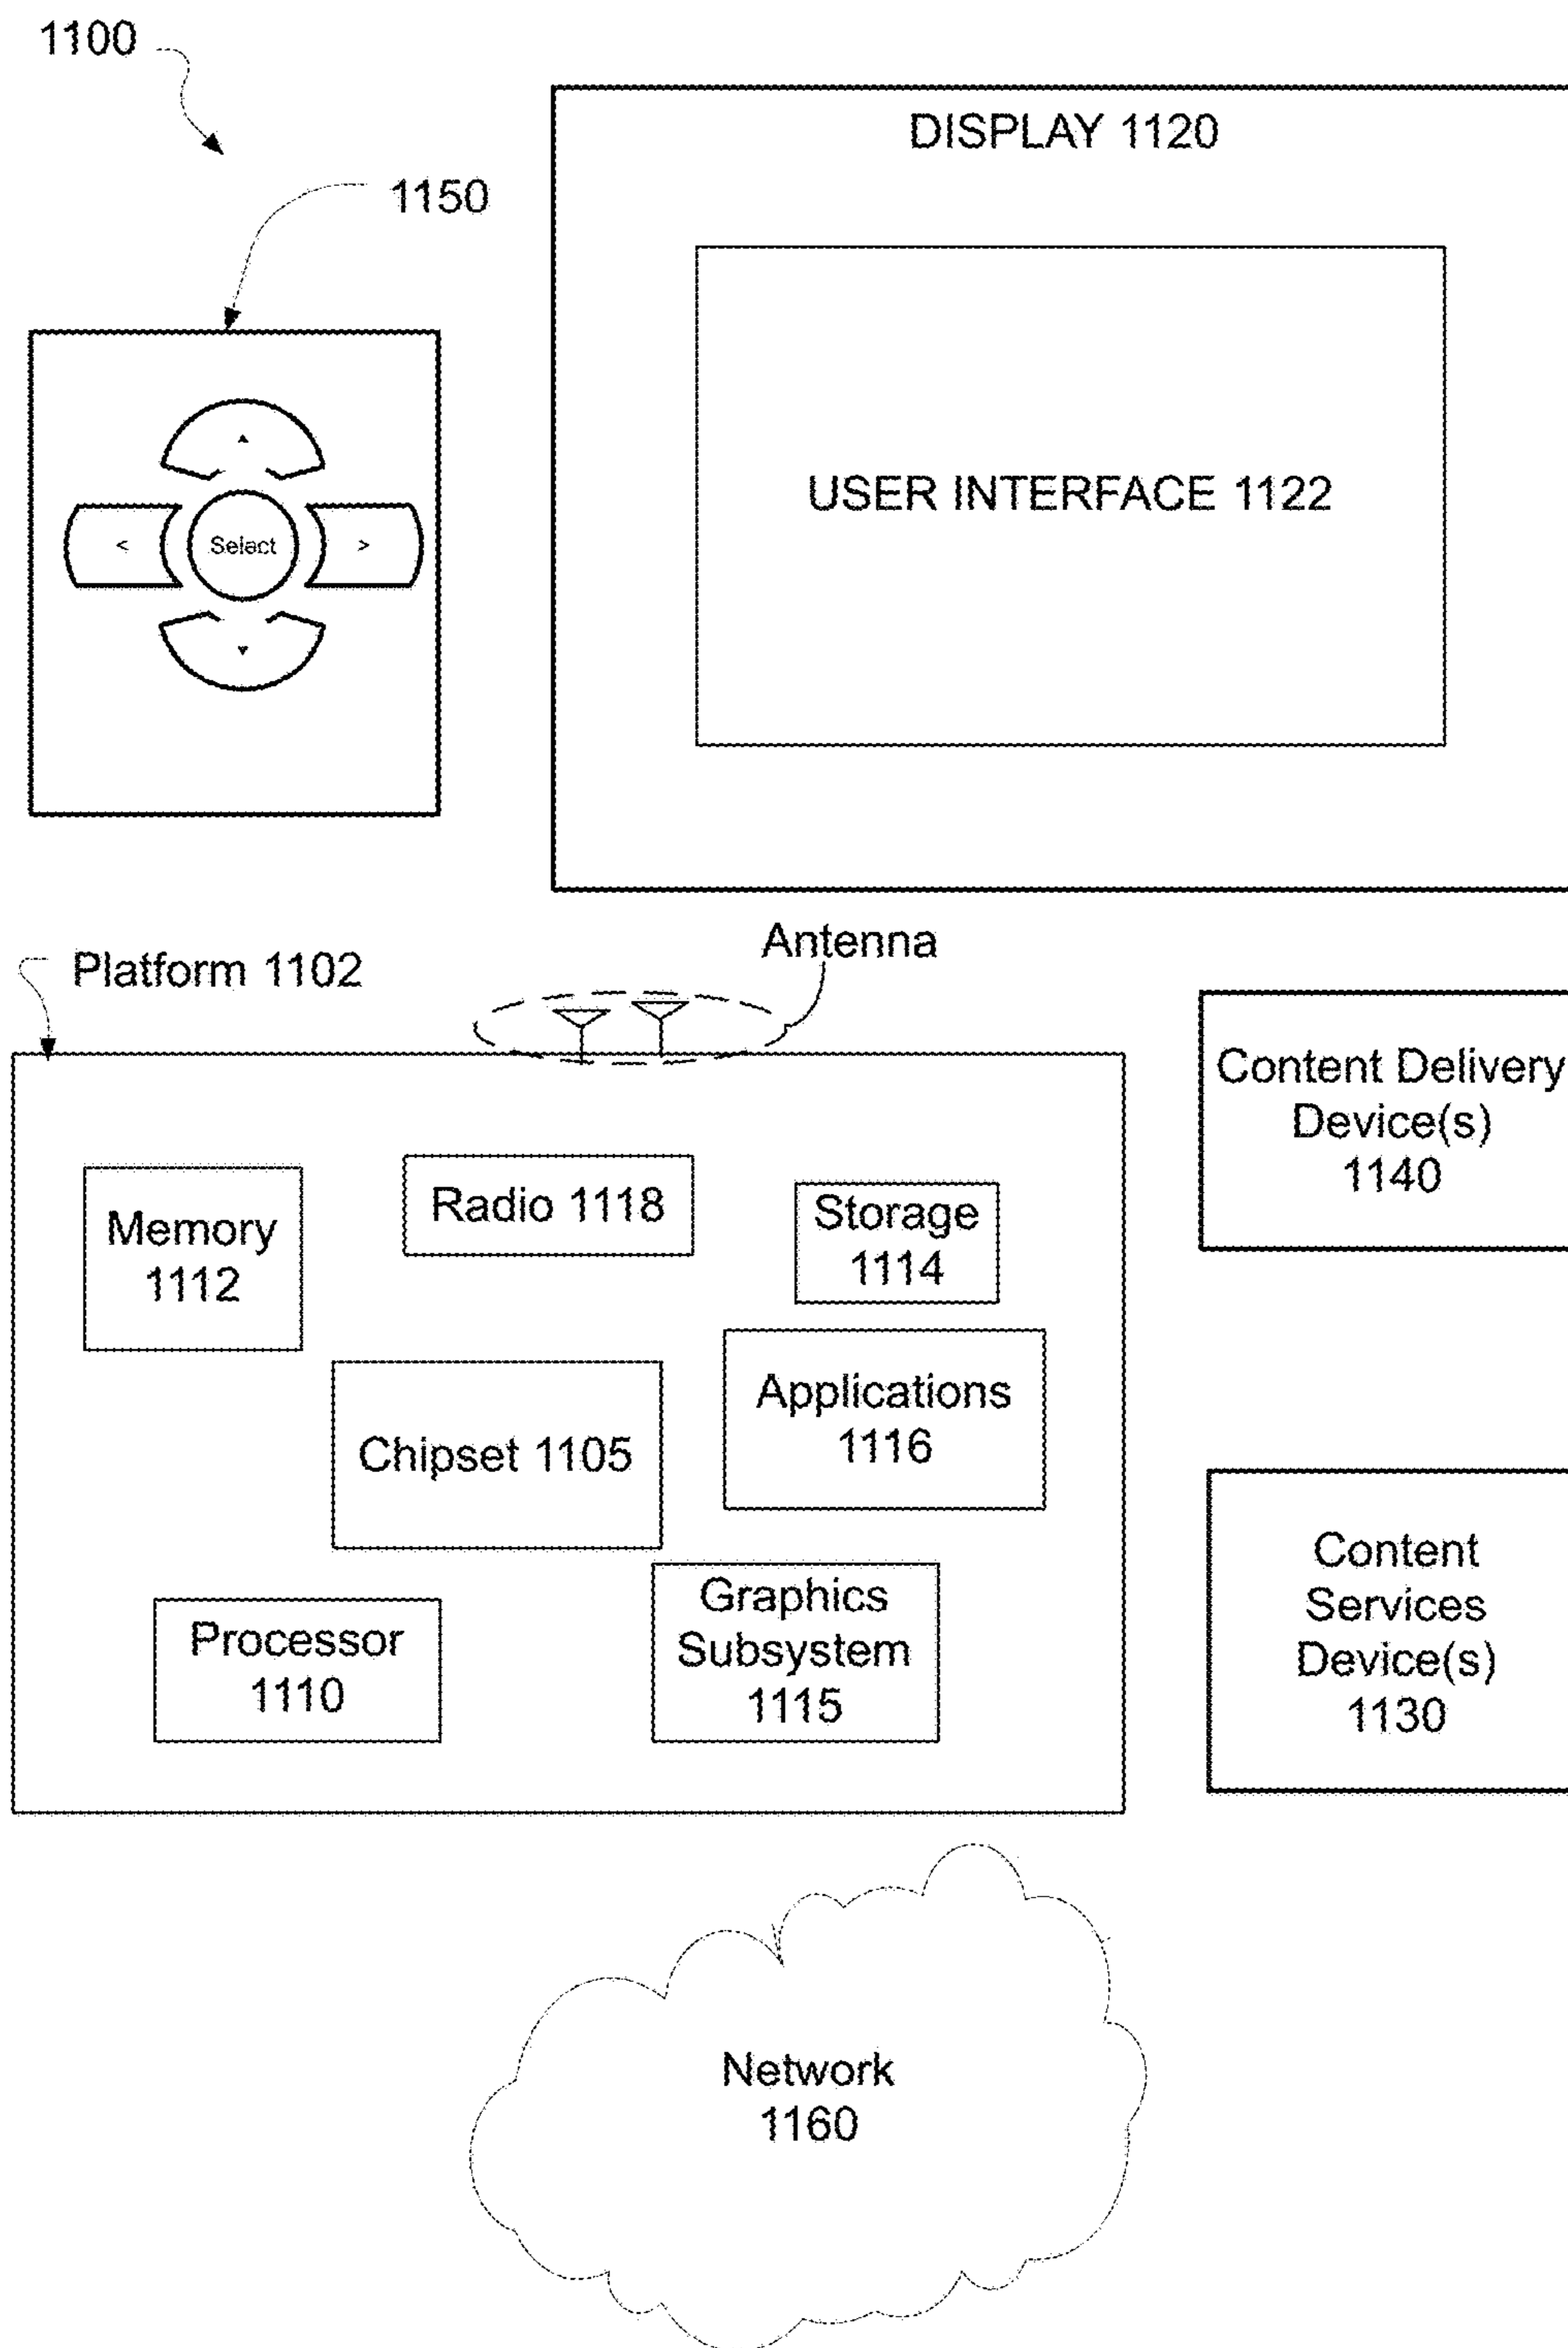 1100
1150
DISPLAY 1120
USER INTERFACE 1122
<
Select
>
Platform 1102
Antenna
Memory
1112
Radio 1118
Storage
1114
Chipset 1105
Applications
1116
Processor
1110
Graphics
Subsystem
1115
Content Delivery
Device(s)
1140
Content
Services
Device(s)
1130
Network
1160